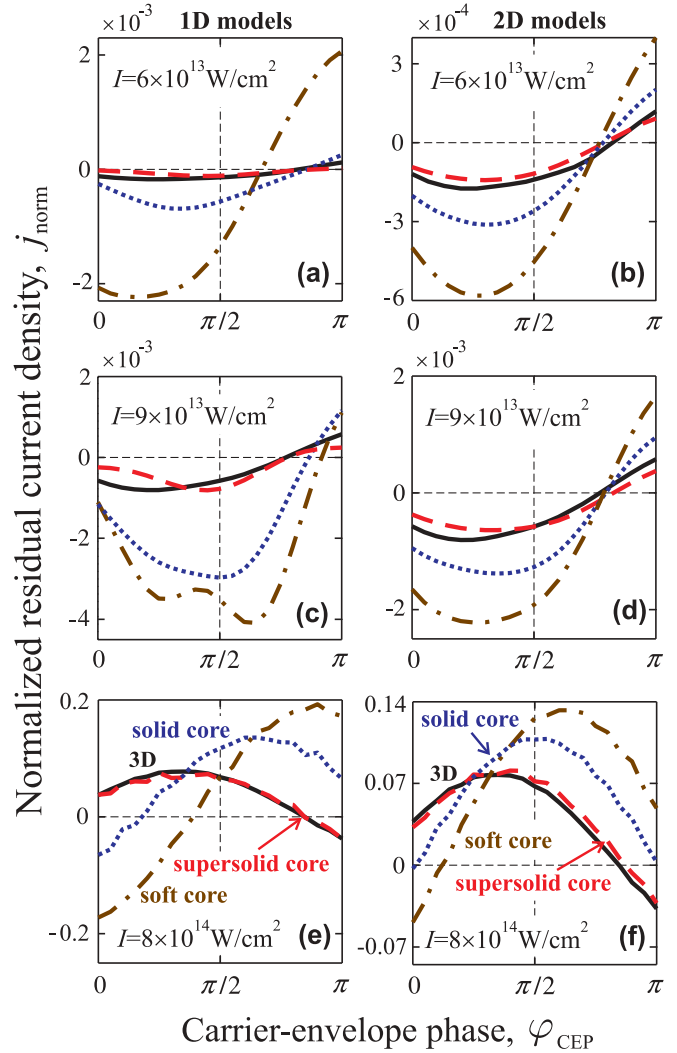 1D models 2D models
×10⁻³ ×10⁻⁴
I=6×10¹³W/cm² I=6×10¹³W/cm²
2
0
-2
(a)
0 π/2 π
3
0
-3
-6
(b)
0 π/2 π
×10⁻³ ×10⁻³
I=9×10¹³W/cm² I=9×10¹³W/cm²
2
0
-2
-4
(c)
0 π/2 π
2
0
-2
(d)
0 π/2 π
0.2
0
-0.2
solid core
3D
supersolid core
soft core
I=8×10¹⁴W/cm² (e)
0 π/2 π
0.14
0.07
0
-0.07
solid core
3D
soft core
supersolid core
I=8×10¹⁴W/cm² (f)
0 π/2 π
Normalized residual current density, j_norm
Carrier-envelope phase, φ_CEP